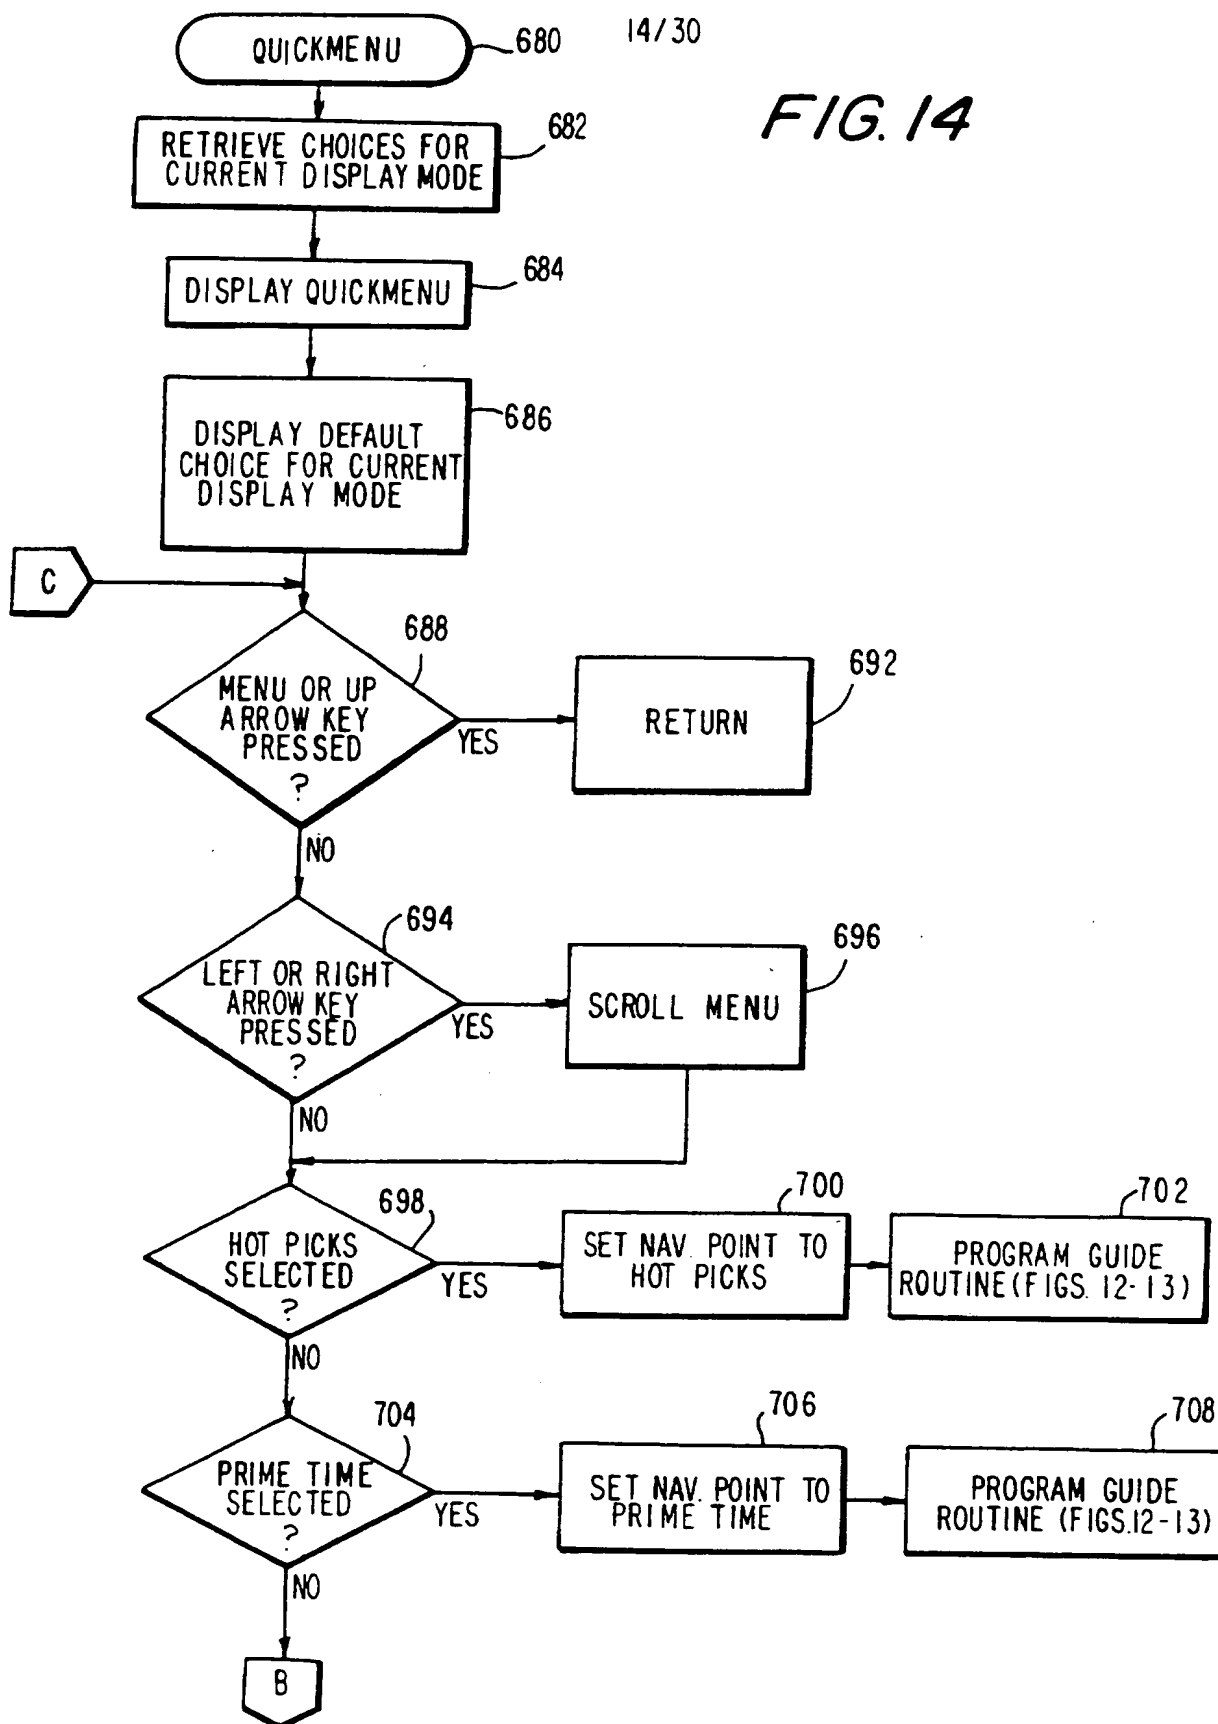 QUICKMENU
680
14/30
FIG. 14
RETRIEVE CHOICES FOR
CURRENT DISPLAY MODE
682
DISPLAY QUICKMENU
684
DISPLAY DEFAULT
CHOICE FOR CURRENT
DISPLAY MODE
686
C
MENU OR UP
ARROW KEY
PRESSED
?
688
YES
RETURN
692
NO
LEFT OR RIGHT
ARROW KEY
PRESSED
?
694
YES
SCROLL MENU
696
NO
HOT PICKS
SELECTED
?
698
YES
SET NAV. POINT TO
HOT PICKS
700
PROGRAM GUIDE
ROUTINE (FIGS. 12-13)
702
NO
PRIME TIME
SELECTED
?
704
YES
SET NAV. POINT TO
PRIME TIME
706
PROGRAM GUIDE
ROUTINE (FIGS.12-13)
708
NO
B